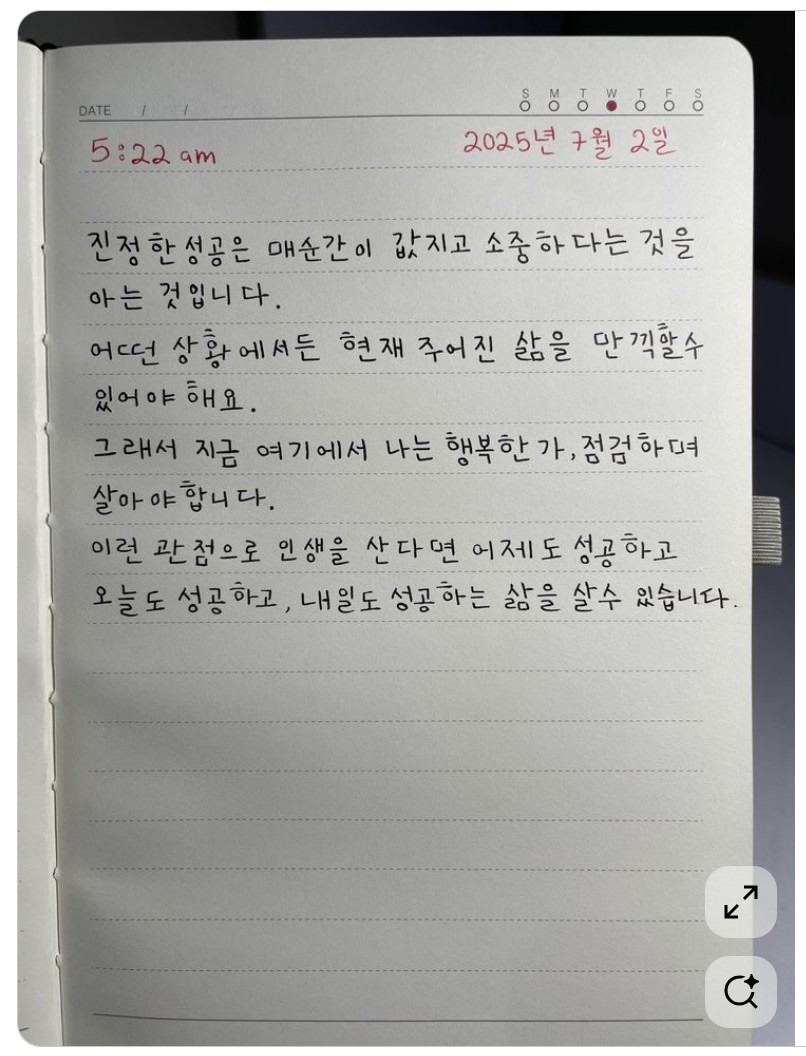 S M T W T F S
DATE / /
5:22 am 2025년 7월 2일
진정한 성공은 매순간이 값지고 소중하다는 것을
아는 것입니다.
어떤 상황에서든 현재 주어진 삶을 만끽할수
있어야 해요.
그래서 지금 여기에서 나는 행복한가, 점검하며
살아야합니다.
이런 관점으로 인생을 산다면 어제도 성공하고
오늘도 성공하고, 내일도 성공하는 삶을 살수 있습니다.